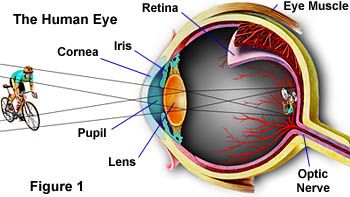 The Human Eye
Retina
Eye Muscle
Iris
Cornea
Pupil
Lens
Optic
Nerve
Figure 1